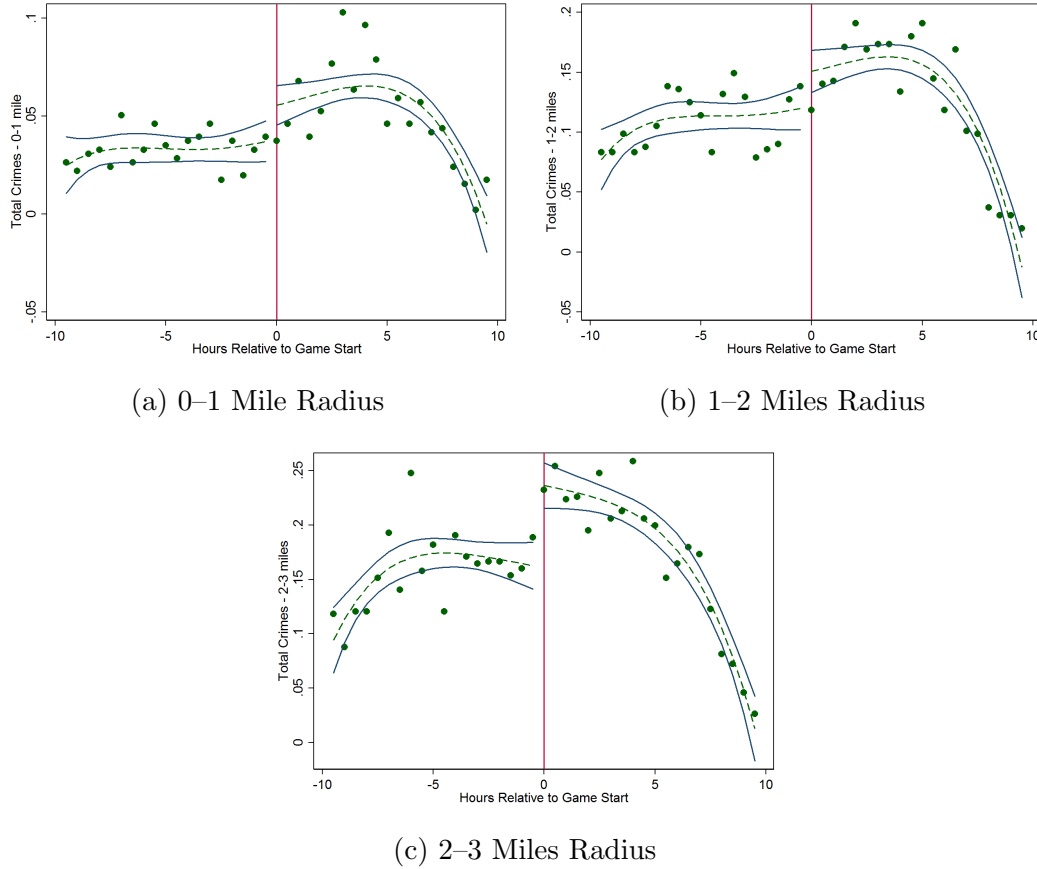 .1
.05
0
-.05
Total Crimes - 0-1 mile
-10 -5 0 5 10
Hours Relative to Game Start
(a) 0–1 Mile Radius
.2
.15
.1
.05
0
-.05
Total Crimes - 1-2 miles
-10 -5 0 5 10
Hours Relative to Game Start
(b) 1–2 Miles Radius
.25
.2
.15
.1
.05
0
Total Crimes - 2-3 miles
-10 -5 0 5 10
Hours Relative to Game Start
(c) 2–3 Miles Radius